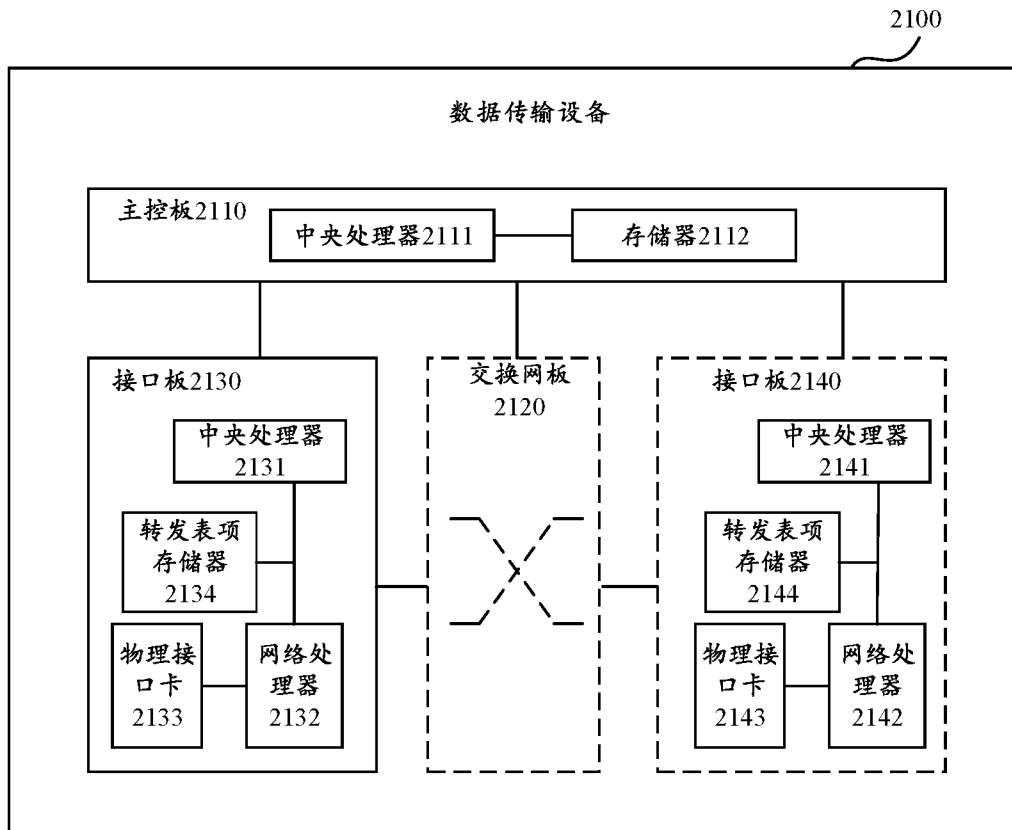 2100
数据传输设备
主控板2110
中央处理器2111
存储器2112
接口板2130
中央处理器
2131
转发表项
存储器
2134
物理接
口卡
2133
网络处
理器
2132
交换网板
2120
接口板2140
中央处理器
2141
转发表项
存储器
2144
物理接
口卡
2143
网络处
理器
2142